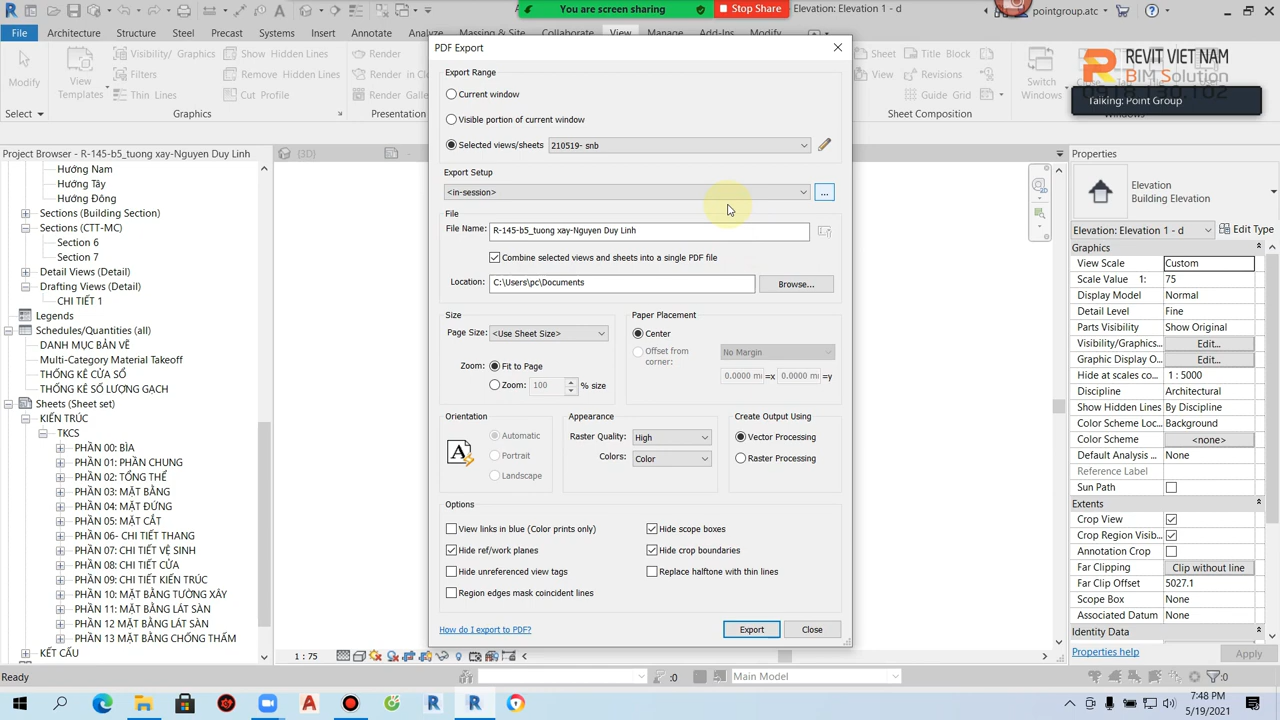 You are screen sharing
Stop Share
Elevation: Elevation 1 - d
pointgroup.atc
File
Architecture
Structure
Steel
Precast
Systems
Insert
Annotate
Analyze
View
Manage
Add-Ins
Modify
Modify
View
Templates
Visibility/ Graphics
Filters
Thin Lines
Show Hidden Lines
Remove Hidden Lines
Cut Profile
Render
Render in Cl
Sheet
View
Title Block
Revisions
Guide Grid
Switch
Windows
REVIT VIET NAM
BIM Solution
Talking: Point Group
Select
Graphics
Presentation
Sheet Composition
Project Browser - R-145-b5_tuong xay-Nguyen Duy Linh
Hướng Nam
Hướng Tây
Hướng Đông
Sections (Building Section)
Sections (CTT-MC)
Section 6
Section 7
Detail Views (Detail)
Drafting Views (Detail)
CHI TIẾT 1
Legends
Schedules/Quantities (all)
DANH MỤC BẢN VẼ
Multi-Category Material Takeoff
THỐNG KÊ CỬA SỔ
THỐNG KÊ SỐ LƯỢNG GẠCH
Sheets (Sheet set)
KIẾN TRÚC
TKCS
PHẦN 00: BÌA
PHẦN 01: PHẦN CHUNG
PHẦN 02: TỔNG THỂ
PHẦN 03: MẶT BẰNG
PHẦN 04: MẶT ĐỨNG
PHẦN 05: MẶT CẮT
PHẦN 06- CHI TIẾT THANG
PHẦN 07: CHI TIẾT VỆ SINH
PHẦN 08: CHI TIẾT CỬA
PHẦN 09: CHI TIẾT KIẾN TRÚC
PHẦN 10: MẶT BẰNG TƯỜNG XÂY
PHẦN 11: MẶT BẰNG LÁT SÀN
PHẦN 12 MẶT BẰNG LÁT SÀN
PHẦN 13 MẶT BẰNG CHỐNG THẤM
KẾT CẤU
(3D)
PDF Export
Export Range
Current window
Visible portion of current window
Selected views/sheets
210519- snb
Export Setup
<in-session>
...
File
File Name:
R-145-b5_tuong xay-Nguyen Duy Linh
Combine selected views and sheets into a single PDF file
Location:
C:\Users\pc\Documents
Browse...
Size
Page Size:
<Use Sheet Size>
Zoom:
Fit to Page
Zoom:
100
% size
Paper Placement
Center
Offset from
corner:
No Margin
0.0000 mi
=x
0.0000 mi
=y
Orientation
Automatic
Portrait
Landscape
Appearance
Raster Quality:
High
Colors:
Color
Create Output Using
Vector Processing
Raster Processing
Options
View links in blue (Color prints only)
Hide ref/work planes
Hide unreferenced view tags
Region edges mask coincident lines
Hide scope boxes
Hide crop boundaries
Replace halftone with thin lines
How do I export to PDF?
Export
Close
Properties
Elevation
Building Elevation
Elevation: Elevation 1 - d
Edit Type
Graphics
View Scale
Custom
Scale Value 1:
75
Display Model
Normal
Detail Level
Fine
Parts Visibility
Show Original
Visibility/Graphics...
Edit...
Graphic Display O...
Edit...
Hide at scales co...
1 : 5000
Discipline
Architectural
Show Hidden Lines
By Discipline
Color Scheme Loc...
Background
Color Scheme
<none>
Default Analysis ...
None
Reference Label
Sun Path
Extents
Crop View
Crop Region Visib...
Annotation Crop
Far Clipping
Clip without line
Far Clip Offset
5027.1
Scope Box
None
Associated Datum
None
Identity Data
Properties help
Apply
1 : 75
Ready
:0
Main Model
:0
7:48 PM
5/19/2021